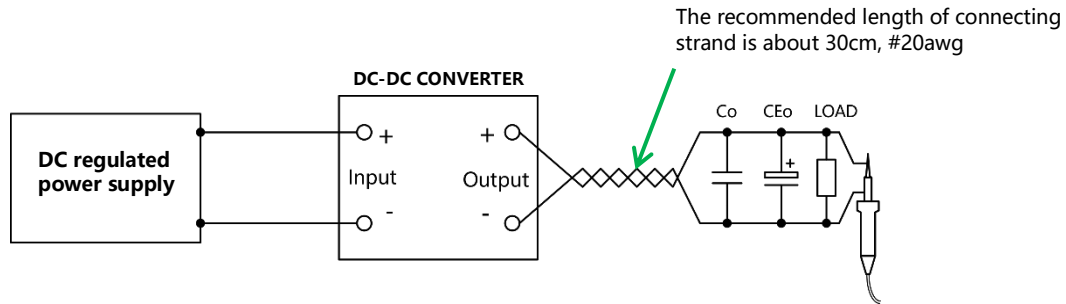 The recommended length of connecting
strand is about 30cm, #20awg
DC-DC CONVERTER
DC regulated
power supply
+
-
Input
+
-
Output
Co
CEo
LOAD
+